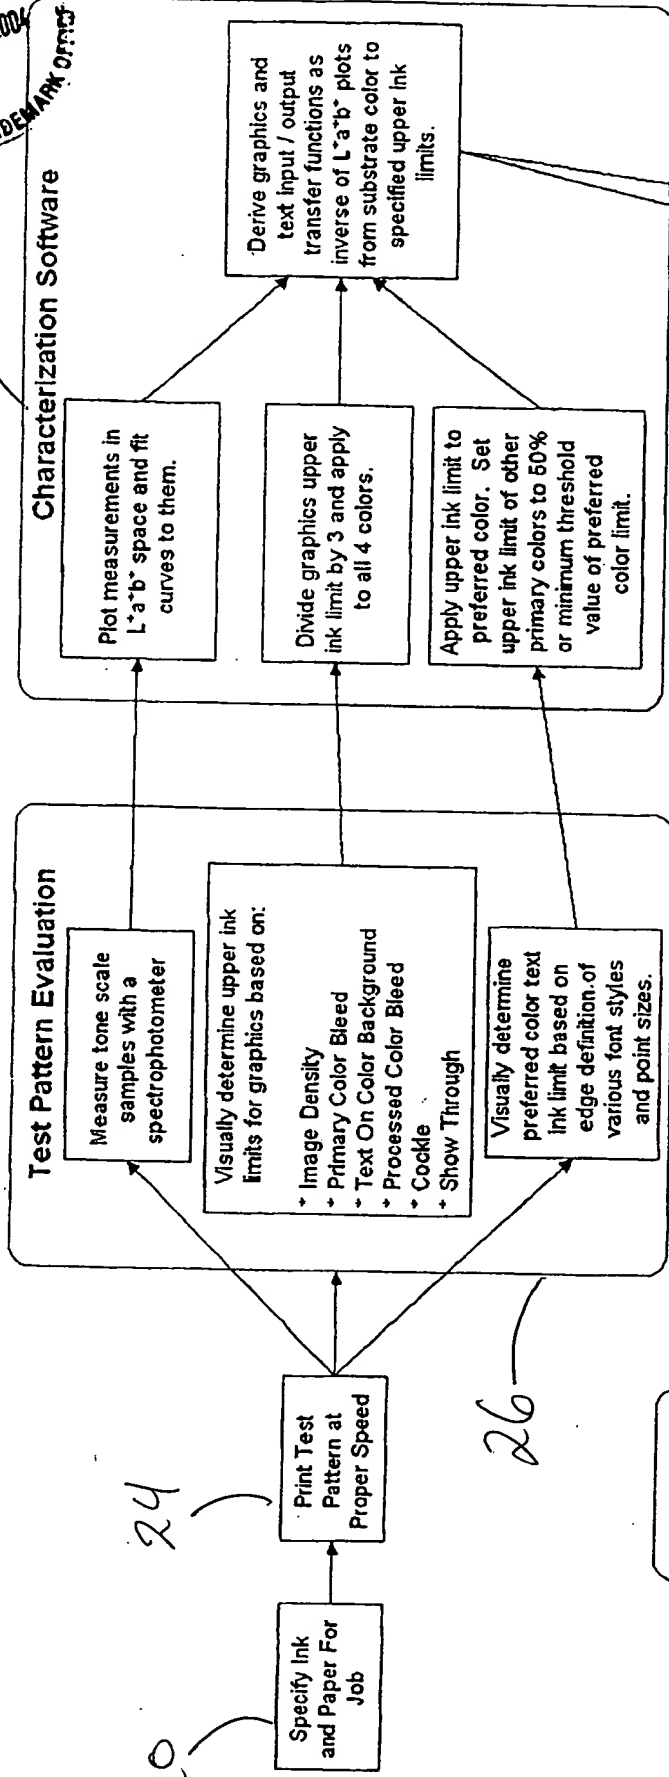 Specify Ink
and Paper For
Job
24
Print Test
Pattern at
Proper Speed
26
Test Pattern Evaluation
Measure tone scale
samples with a
spectrophotometer
Visually determine upper ink
limits for graphics based on:
* Image Density
* Primary Color Bleed
* Text On Color Background
* Processed Color Bleed
* Cockle
* Show Through
Visually determine
preferred color text
ink limit based on
edge definition of
various font styles
and point sizes.
Characterization Software
Plot measurements in
L*a*b* space and fit
curves to them.
Divide graphics upper
ink limit by 3 and apply
to all 4 colors.
Apply upper ink limit to
preferred color. Set
upper ink limit of other
primary colors to 50%
or minimum threshold
value of preferred
color limit.
Derive graphics and
text input / output
transfer functions as
inverse of L*a*b* plots
from substrate color to
specified upper ink
limits.